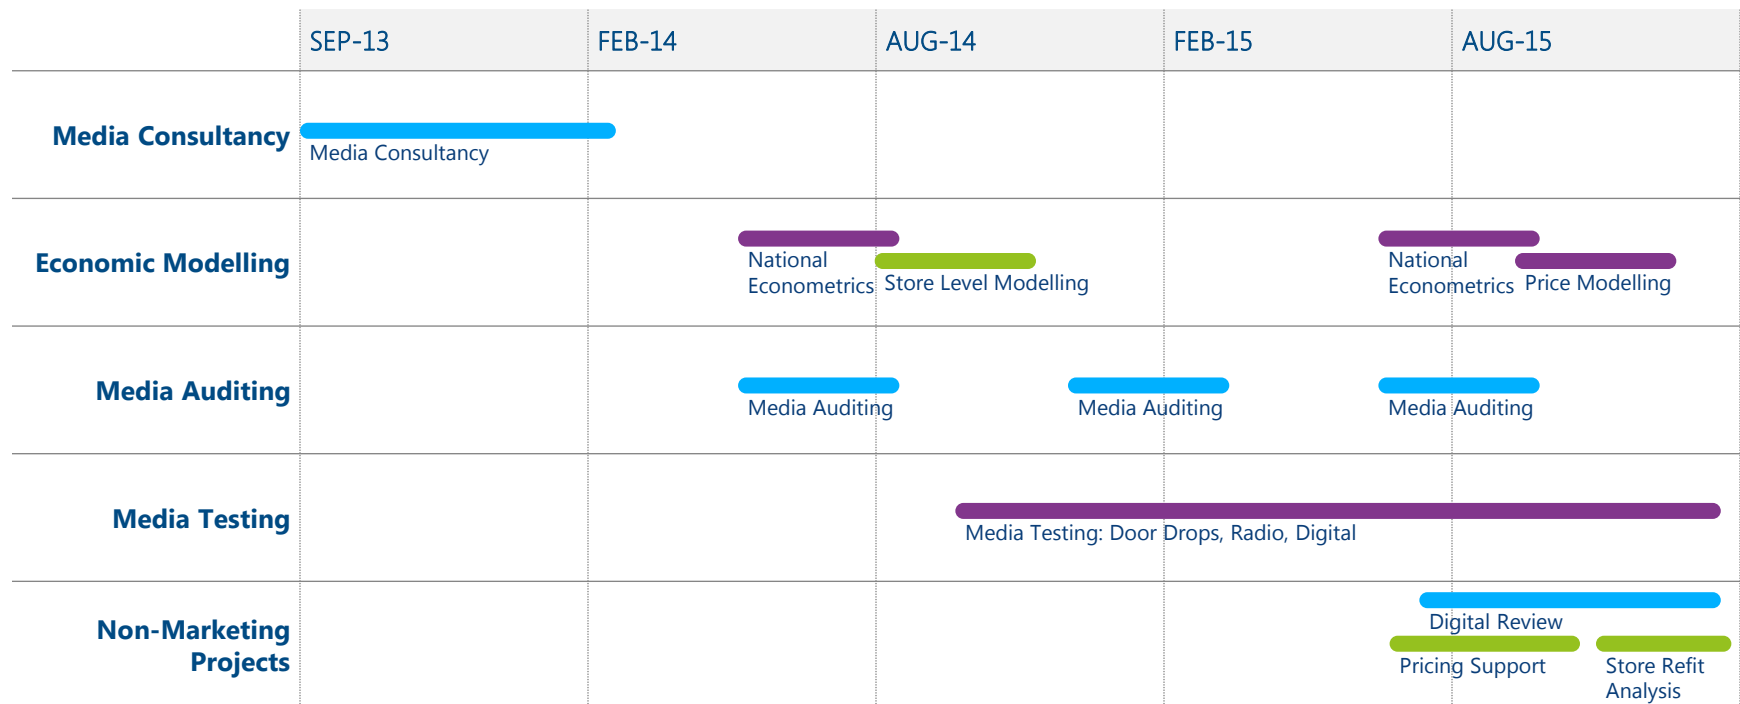 SEP-13
FEB-14
AUG-14
FEB-15
AUG-15
Media Consultancy
Media Consultancy
Economic Modelling
National
Econometrics
Store Level Modelling
National
Econometrics
Price Modelling
Media Auditing
Media Auditing
Media Auditing
Media Auditing
Media Testing
Media Testing: Door Drops, Radio, Digital
Non-Marketing
Projects
Digital Review
Pricing Support
Store Refit
Analysis